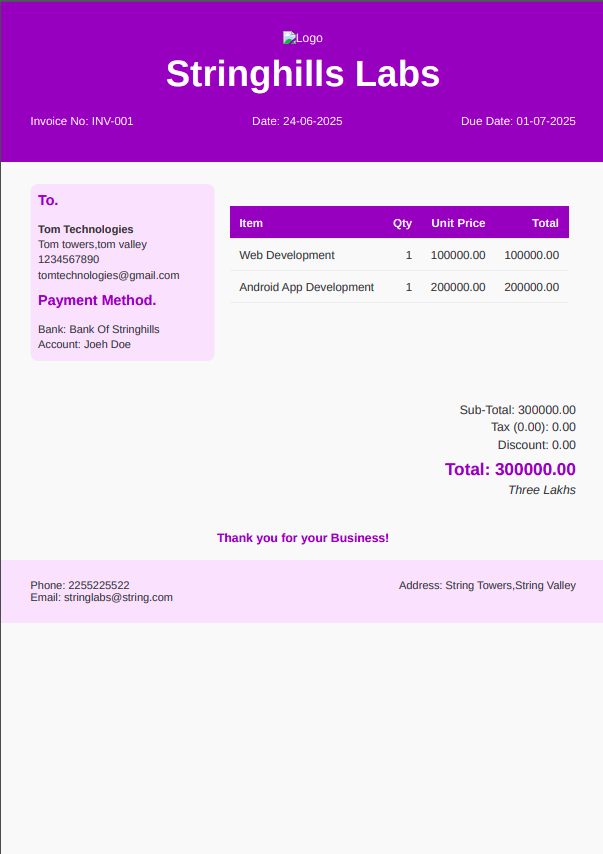 Logo
Stringhills Labs
Invoice No: INV-001 Date: 24-06-2025 Due Date: 01-07-2025
To.
Tom Technologies
Tom towers,tom valley
1234567890
tomtechnologies@gmail.com
Payment Method.
Bank: Bank Of Stringhills
Account: Joeh Doe
Item Qty Unit Price Total
Web Development 1 100000.00 100000.00
Android App Development 1 200000.00 200000.00
Sub-Total: 300000.00
Tax (0.00): 0.00
Discount: 0.00
Total: 300000.00
Three Lakhs
Thank you for your Business!
Phone: 2255225522
Email: stringlabs@string.com
Address: String Towers,String Valley